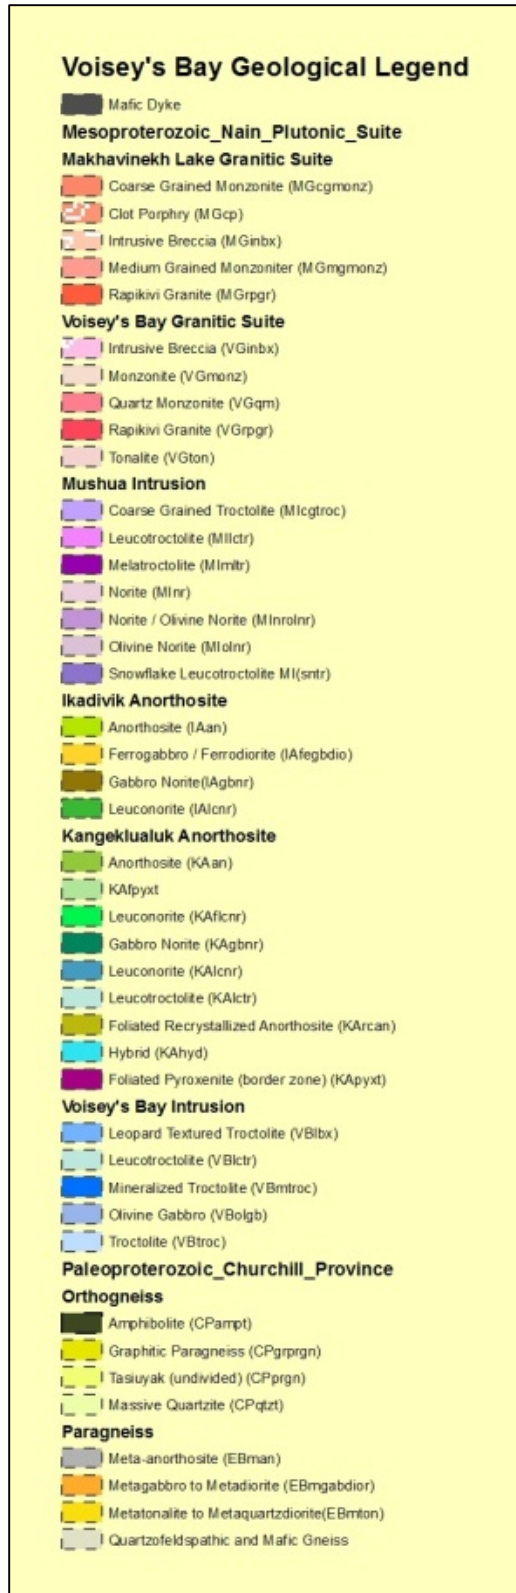 Voisey's Bay Geological Legend
Mafic Dyke
Mesoproterozoic_Nain_Plutonic_Suite
Makhavinekh Lake Granitic Suite
Coarse Grained Monzonite (MGcgmonz)
Clot Porphry (MGcp)
Intrusive Breccia (MGinbx)
Medium Grained Monzoniter (MGmgmonz)
Rapikivi Granite (MGrpgr)
Voisey's Bay Granitic Suite
Intrusive Breccia (VGinbx)
Monzonite (VGmonz)
Quartz Monzonite (VGqm)
Rapikivi Granite (VGrpgr)
Tonalite (VGton)
Mushua Intrusion
Coarse Grained Troctolite (MIcgtroc)
Leucotroctolite (MIlctr)
Melatroctolite (MImltr)
Norite (MInr)
Norite / Olivine Norite (MInrolnr)
Olivine Norite (MIolnr)
Snowflake Leucotroctolite MI(sntr)
Ikadivik Anorthosite
Anorthosite (IAan)
Ferrogabbro / Ferrodiorite (IAfegbdio)
Gabbro Norite(IAgbnr)
Leuconorite (IAlcnr)
Kangeklualuk Anorthosite
Anorthosite (KAan)
KAfpyxt
Leuconorite (KAflcnr)
Gabbro Norite (KAgbnr)
Leuconorite (KAlcnr)
Leucotroctolite (KAlctr)
Foliated Recrystallized Anorthosite (KArcan)
Hybrid (KAhyd)
Foliated Pyroxenite (border zone) (KApyxt)
Voisey's Bay Intrusion
Leopard Textured Troctolite (VBlbx)
Leucotroctolite (VBlctr)
Mineralized Troctolite (VBmtroc)
Olivine Gabbro (VBolgb)
Troctolite (VBtroc)
Paleoproterozoic_Churchill_Province
Orthogneiss
Amphibolite (CPampt)
Graphitic Paragneiss (CPgrprgn)
Tasiuyak (undivided) (CPprgn)
Massive Quartzite (CPqtzt)
Paragneiss
Meta-anorthosite (EBman)
Metagabbro to Metadiorite (EBmgabdior)
Metatonalite to Metaquartzdiorite(EBmton)
Quartzofeldspathic and Mafic Gneiss